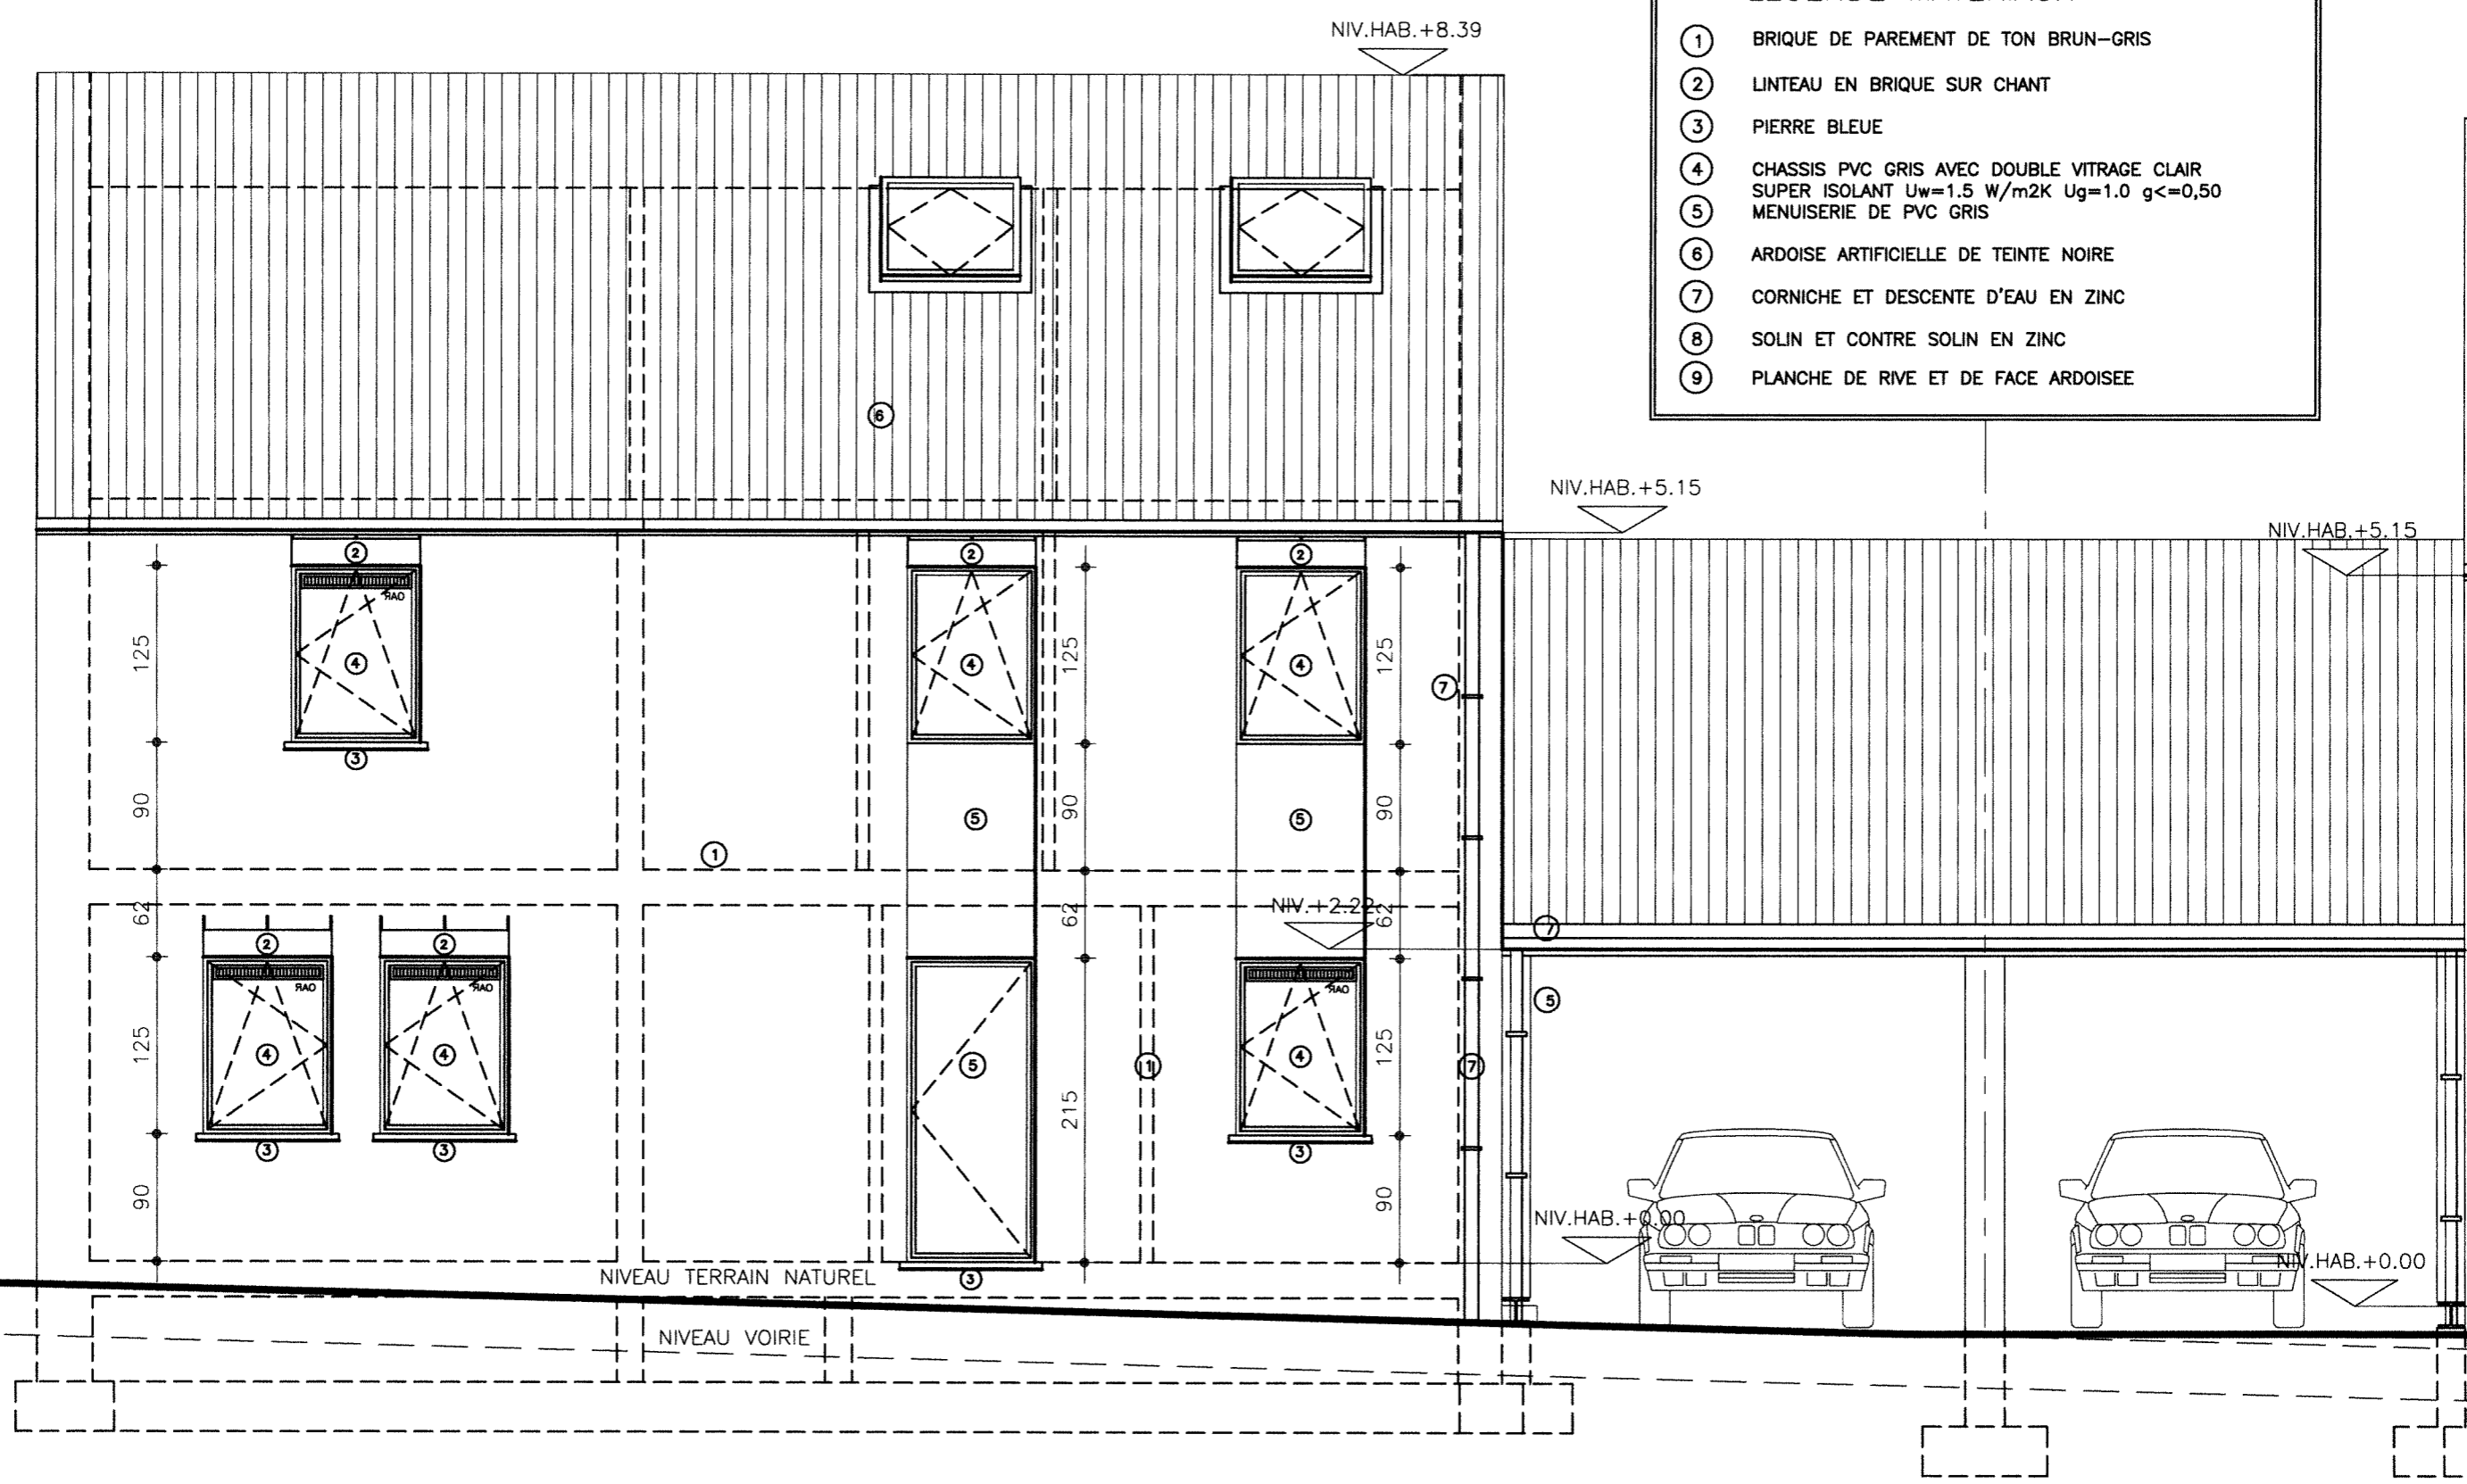 NIV.HAB.+8.39
1 BRIQUE DE PAREMENT DE TON BRUN-GRIS
2 LINTEAU EN BRIQUE SUR CHANT
3 PIERRE BLEUE
4 CHASSIS PVC GRIS AVEC DOUBLE VITRAGE CLAIR
SUPER ISOLANT Uw=1.5 W/m2K Ug=1.0 g<=0,50
5 MENUISERIE DE PVC GRIS
6 ARDOISE ARTIFICIELLE DE TEINTE NOIRE
7 CORNICHE ET DESCENTE D'EAU EN ZINC
8 SOLIN ET CONTRE SOLIN EN ZINC
9 PLANCHE DE RIVE ET DE FACE ARDOISEE
6
NIV.HAB.+5.15
NIV.HAB.+5.15
2 2 2
OAR
125 4 4 125 4 125 7
3
90 5 90 5 90
1
62 62 NIV.+2.22 62 7
2 2
OAR OAR OAR 5
125 4 4 5 215 1 4 125 7
3 3 3
90 90
NIV.HAB.+0.00
NIV.HAB.+0.00
NIVEAU TERRAIN NATUREL 3
NIVEAU VOIRIE